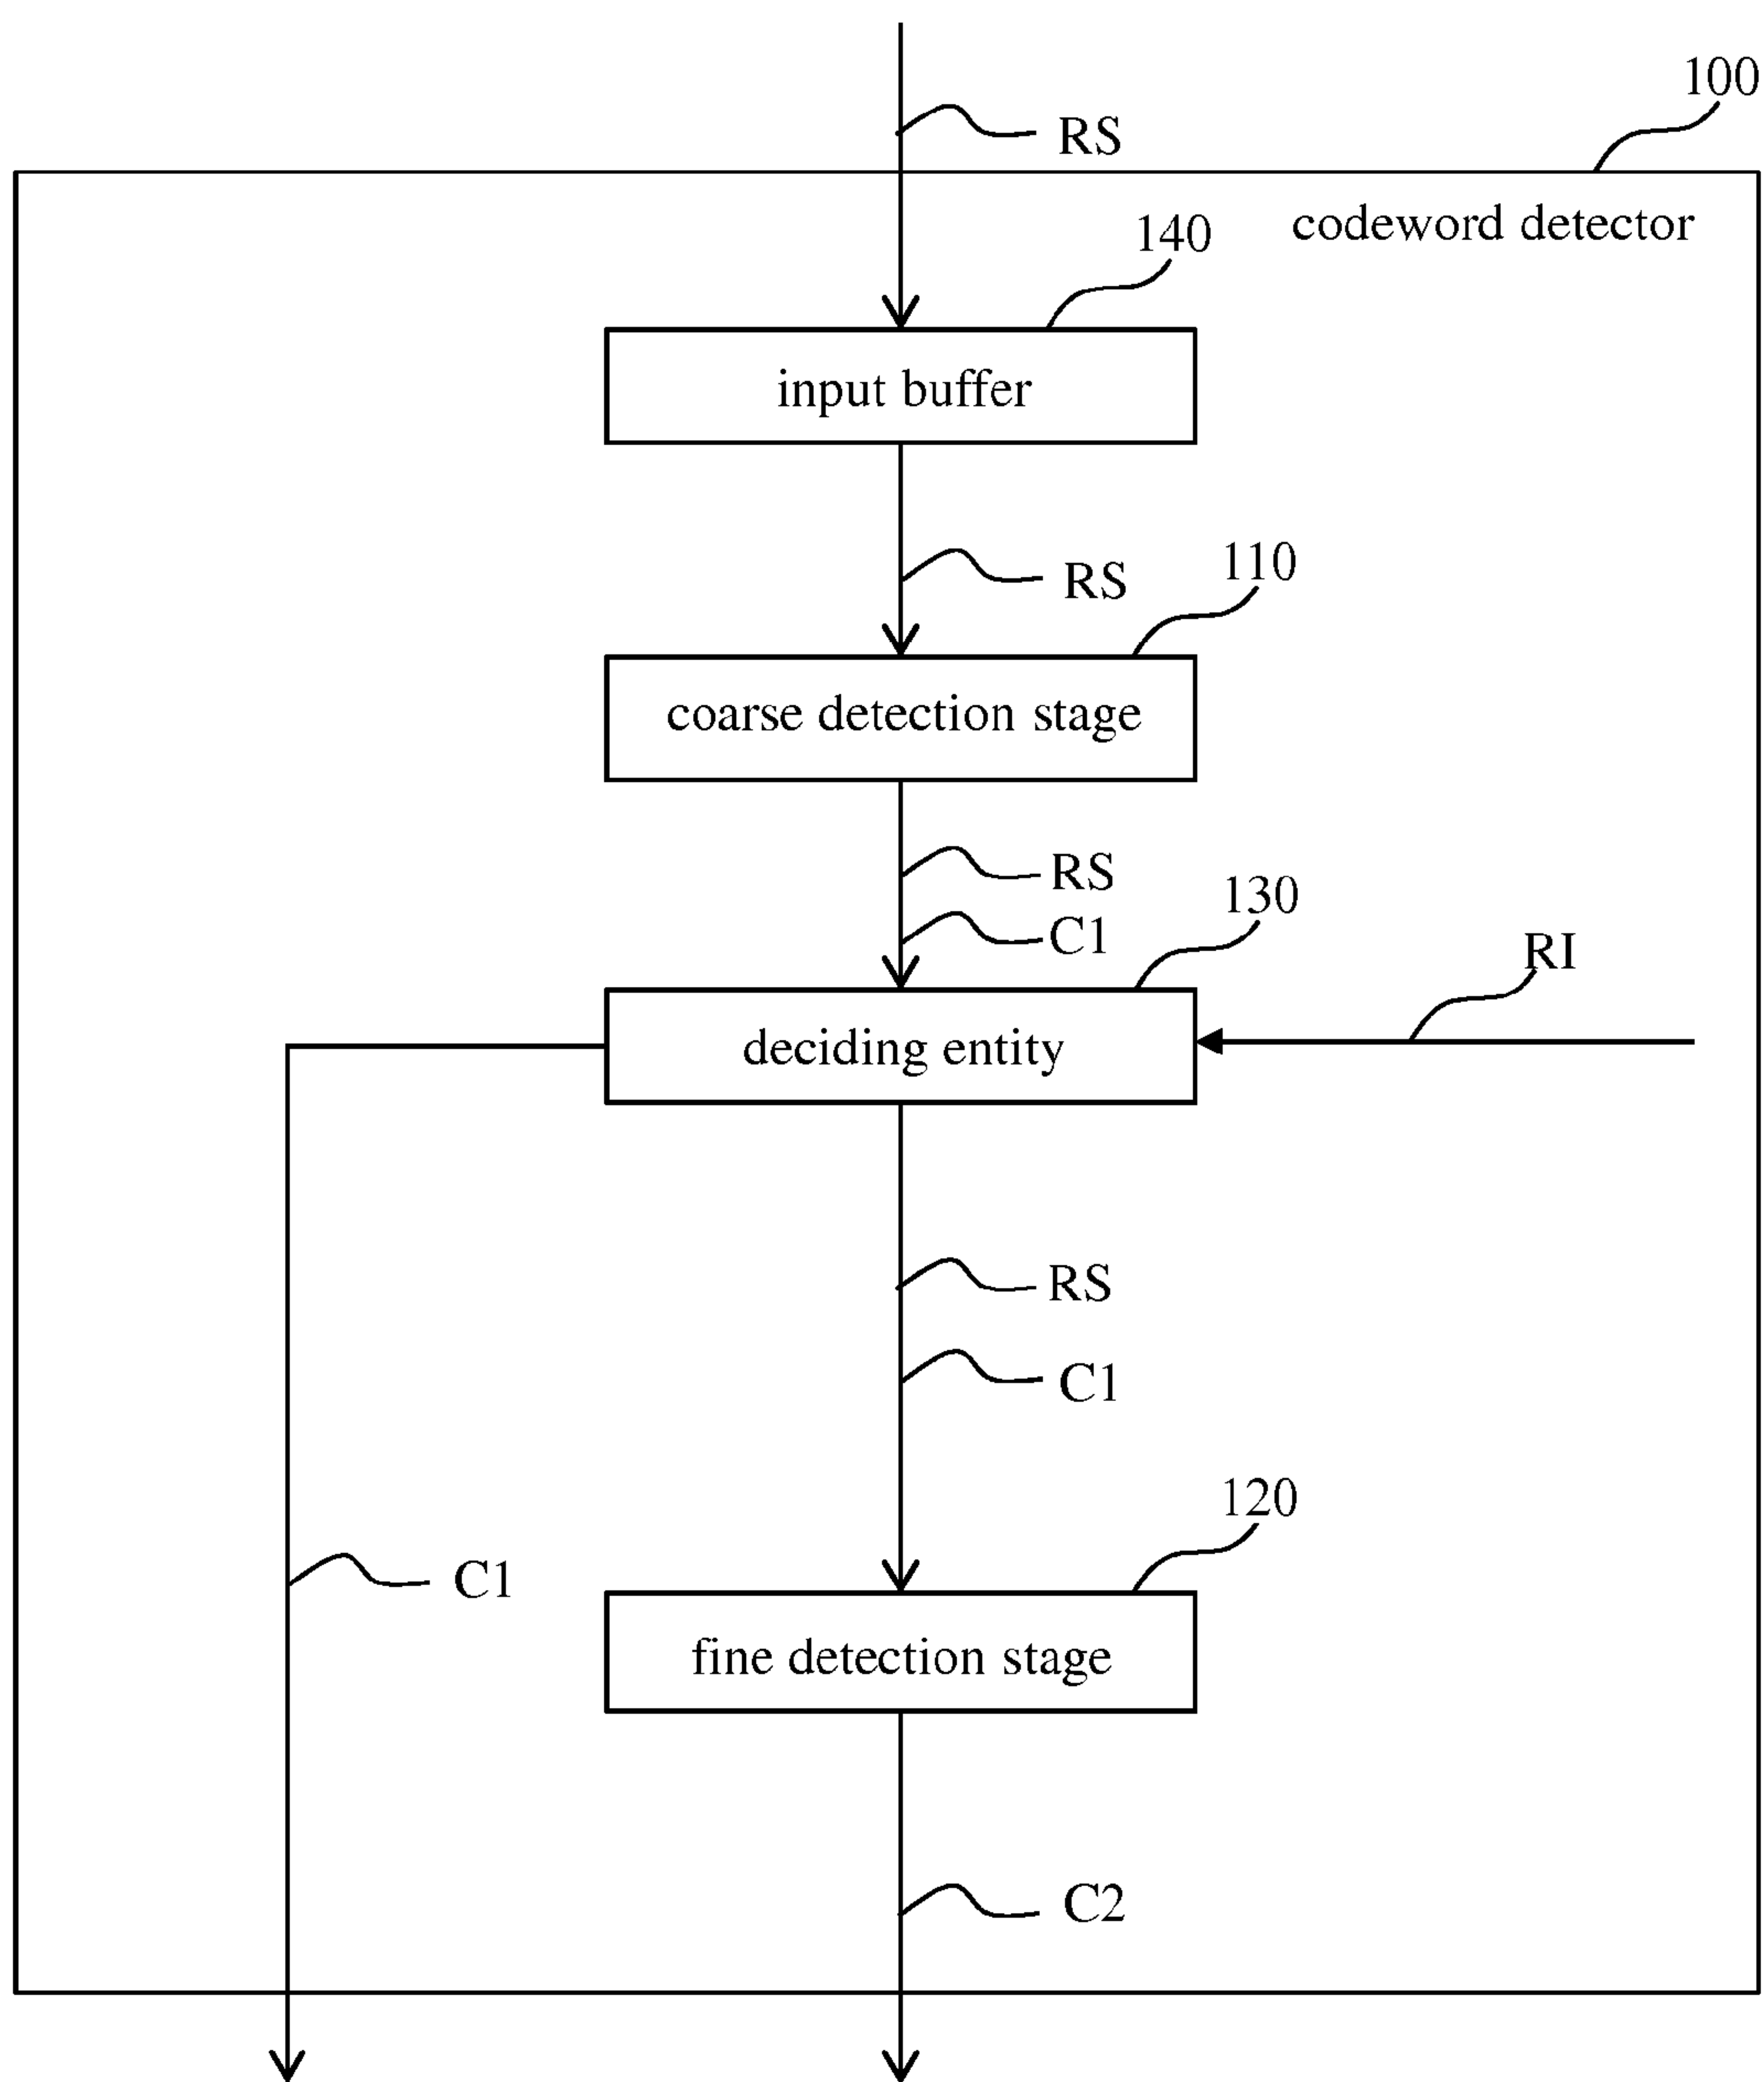 100
RS
codeword detector
140
input buffer
110
RS
coarse detection stage
RS
130
C1
RI
deciding entity
RS
C1
120
C1
fine detection stage
C2